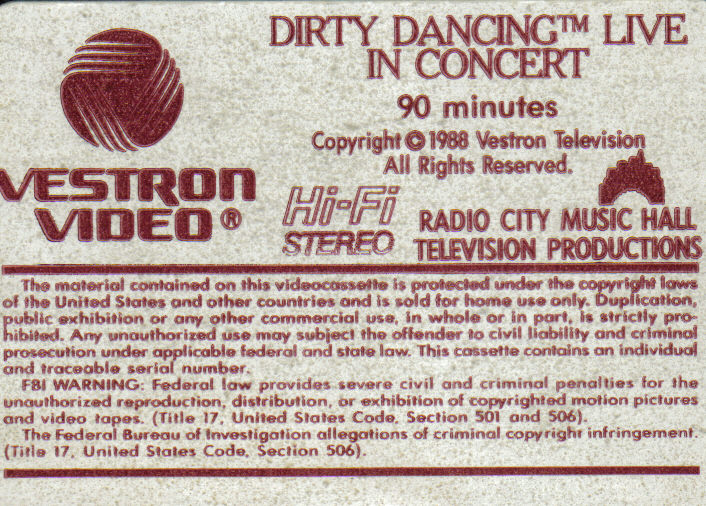 DIRTY DANCING™ LIVE
IN CONCERT
90 minutes
Copyright © 1988 Vestron Television
All Rights Reserved.
VESTRON
VIDEO®
Hi-Fi
STEREO
RADIO CITY MUSIC HALL
TELEVISION PRODUCTIONS
The material contained on this videocassette is protected under the copyright laws
of the United States and other countries and is sold for home use only. Duplication,
public exhibition or any other commercial use, in whole or in part, is strictly pro-
hibited. Any unauthorized use may subject the offender to civil liability and criminal
prosecution under applicable federal and state law. This cassette contains an individual
and traceable serial number.
FBI WARNING: Federal law provides severe civil and criminal penalties for the
unauthorized reproduction, distribution, or exhibition of copyrighted motion pictures
and video tapes. (Title 17, United States Code, Section 501 and 506).
The Federal Bureau of Investigation allegations of criminal copyright infringement.
(Title 17, United States Code, Section 506).